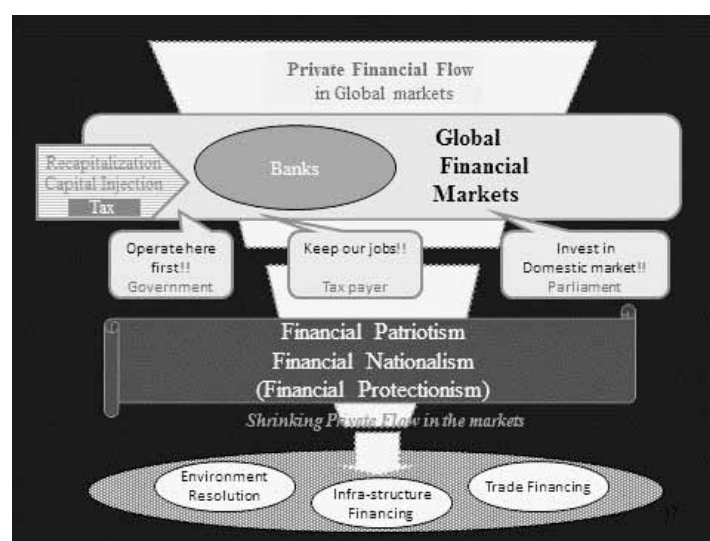 Private Financial Flow
in Global markets
Recapitalization
Capital Injection
Tax
Banks
Global
Financial
Markets
Operate here
first!!
Government
Keep our jobs!!
Tax payer
Invest in
Domestic market!!
Parliament
Financial Patriotism
Financial Nationalism
(Financial Protectionism)
Shrinking Private Flow in the markets
Environment
Resolution
Infra-structure
Financing
Trade Financing
17